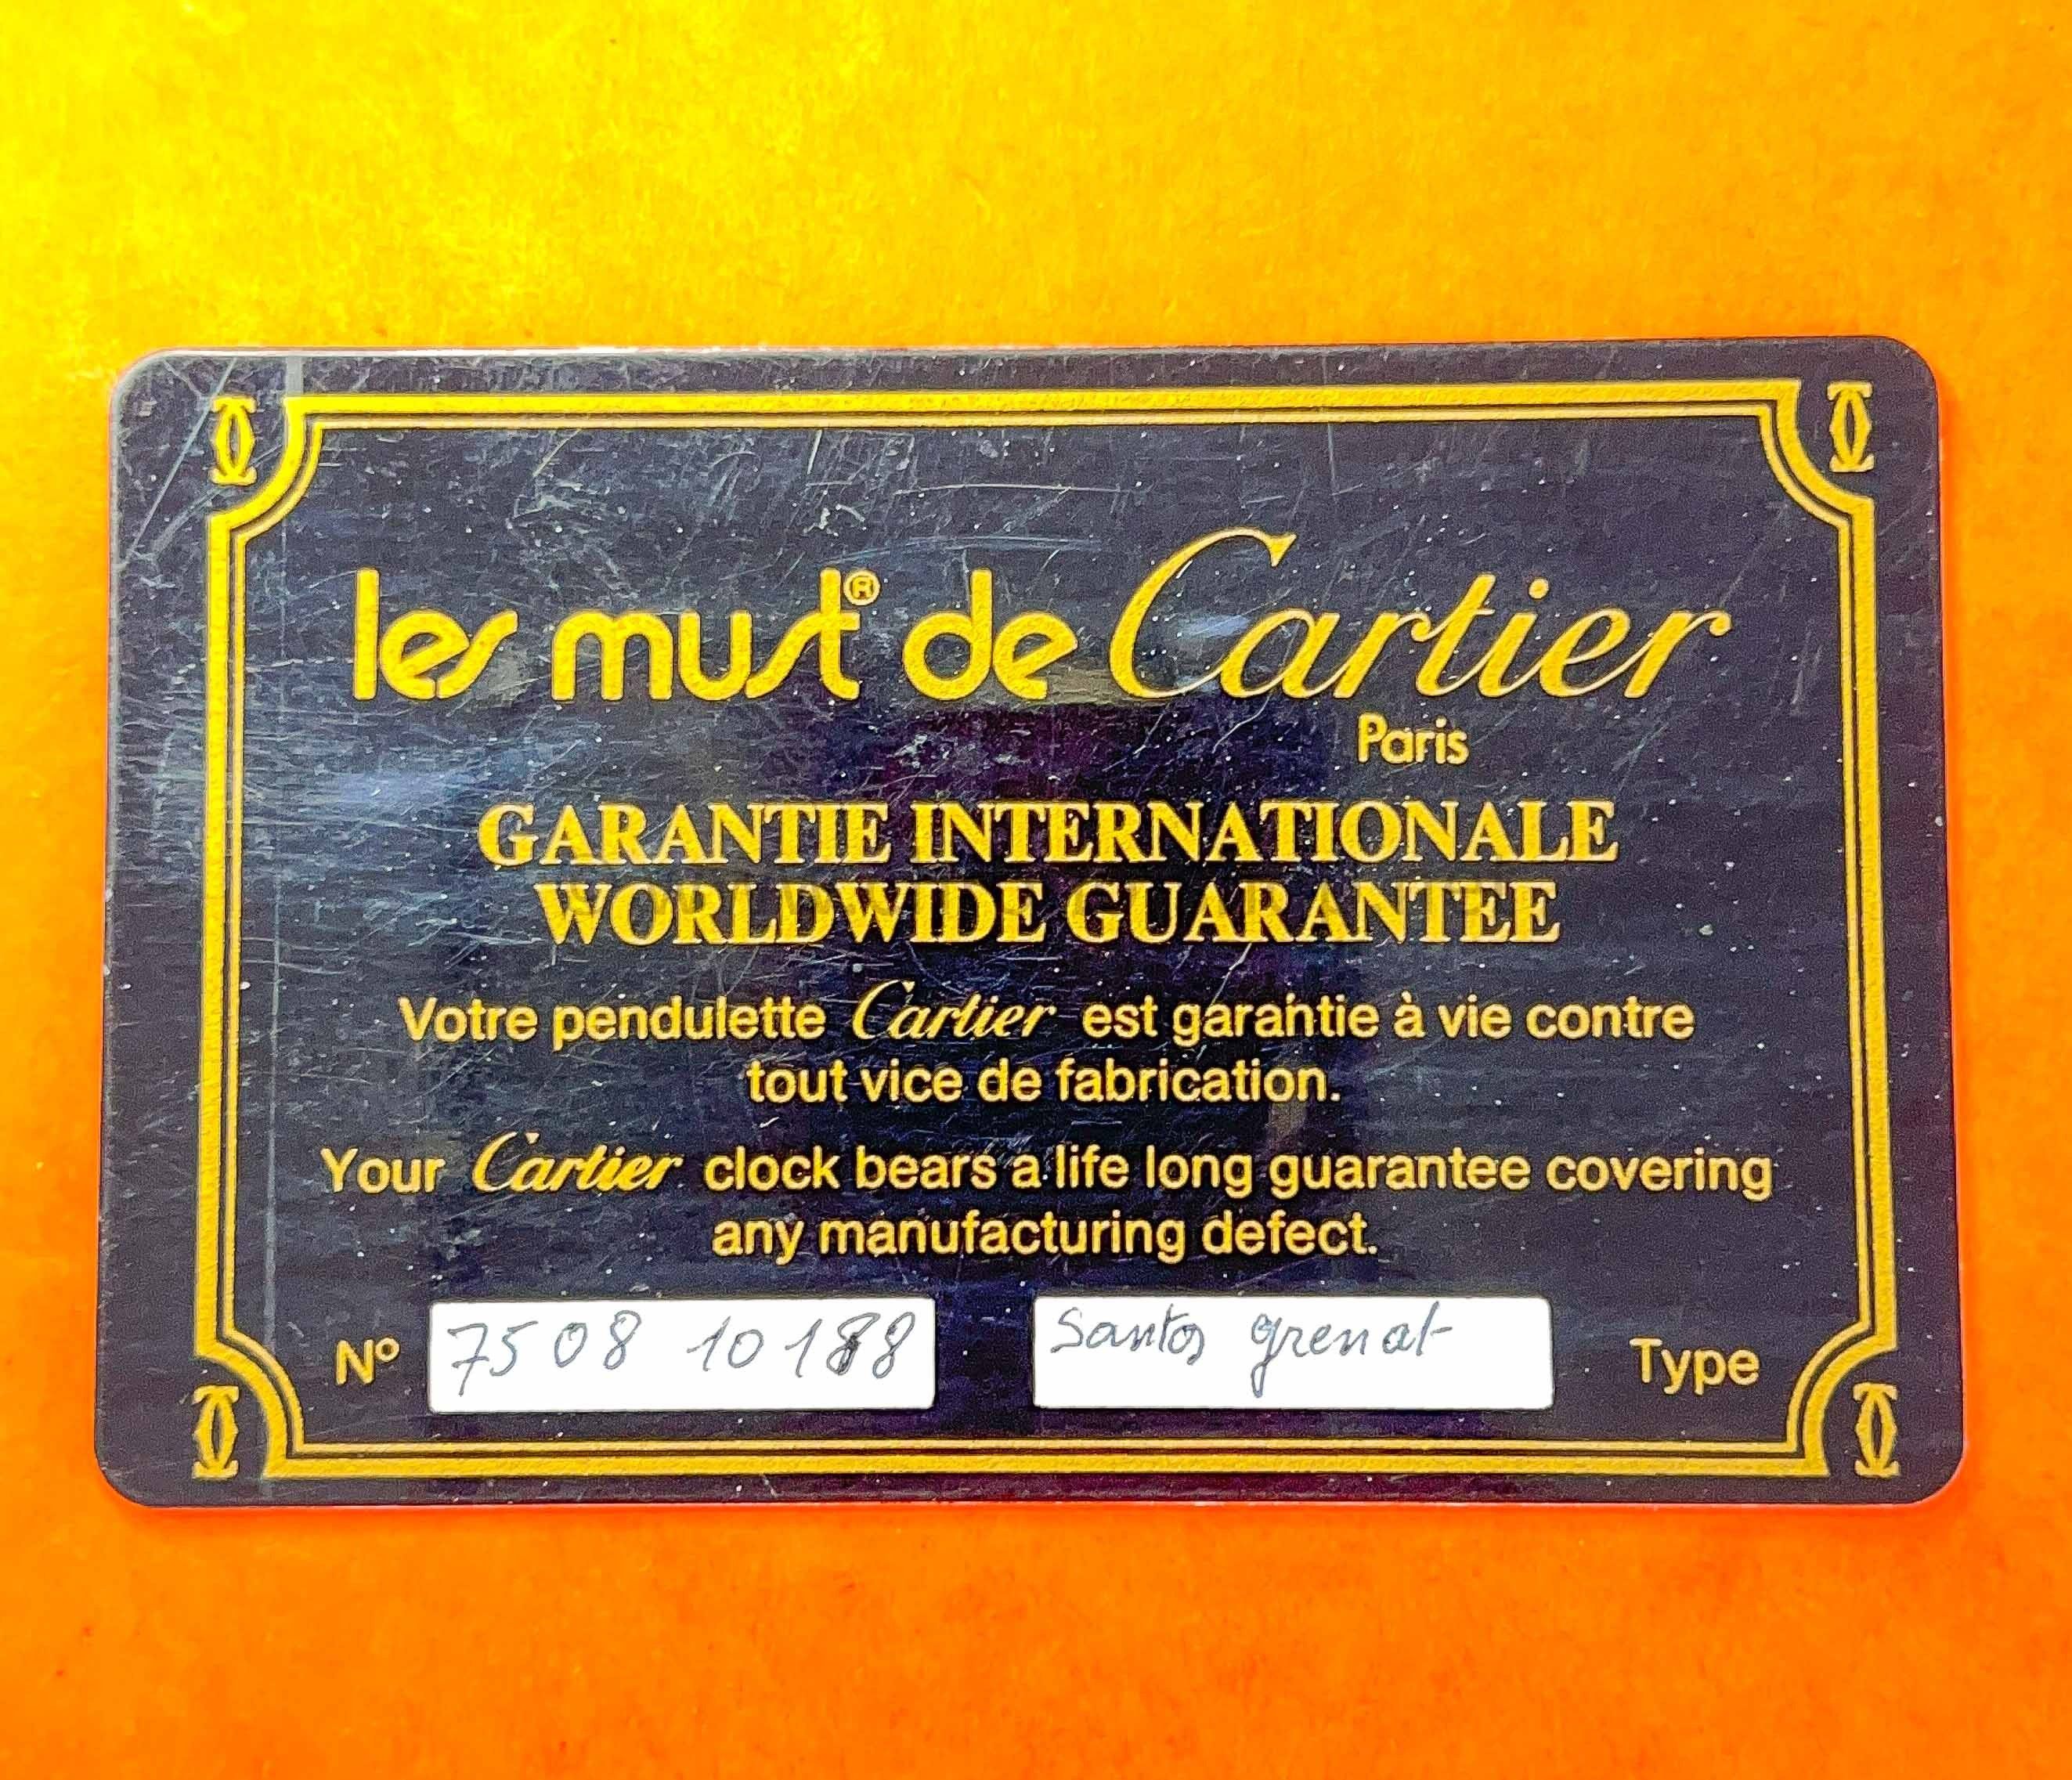 les must® de Cartier
Paris
GARANTIE INTERNATIONALE
WORLDWIDE GUARANTEE
Votre pendulette Cartier est garantie à vie contre
tout vice de fabrication.
Your Cartier clock bears a life long guarantee covering
any manufacturing defect.
Nº 7508 10188 Santos grenat Type